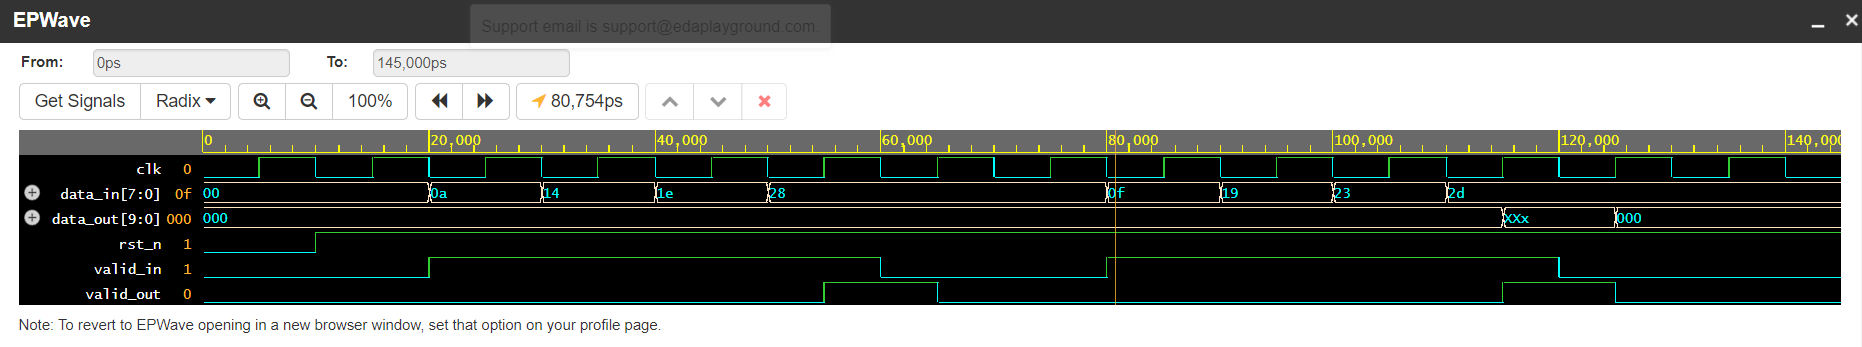 EPWave
Support email is support@edaplayground.com.
From: 0ps To: 145,000ps
Get Signals Radix 100% 80,754ps
0 20,000 40,000 60,000 80,000 100,000 120,000 140,000
clk 0
data_in[7:0] 0f 00 0a 14 1e 28 0f 19 23 2d
data_out[9:0] 000 000 XXx 000
rst_n 1
valid_in 1
valid_out 0
Note: To revert to EPWave opening in a new browser window, set that option on your profile page.